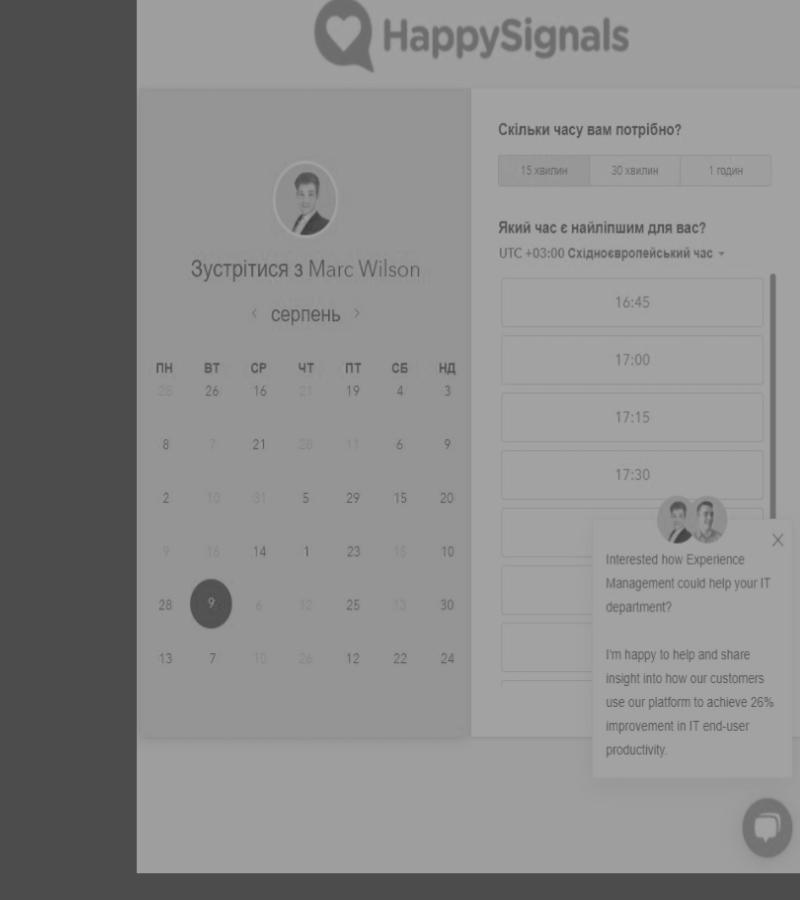 HappySignals
Зустрітися з Marc Wilson
серпень
ПН ВТ СР ЧТ ПТ СБ НД
28 26 16 21 19 4 3
8 7 21 28 11 6 9
2 10 31 5 29 15 20
9 16 14 1 23 15 10
28 9 6 12 25 13 30
13 7 10 26 12 22 24
Скільки часу вам потрібно?
15 хвилин 30 хвилин 1 годин
Який час є найліпшим для вас?
UTC +03:00 Східноєвропейський час
16:45
17:00
17:15
17:30
Interested how Experience
Management could help your IT
department?
I'm happy to help and share
insight into how our customers
use our platform to achieve 26%
improvement in IT end-user
productivity.